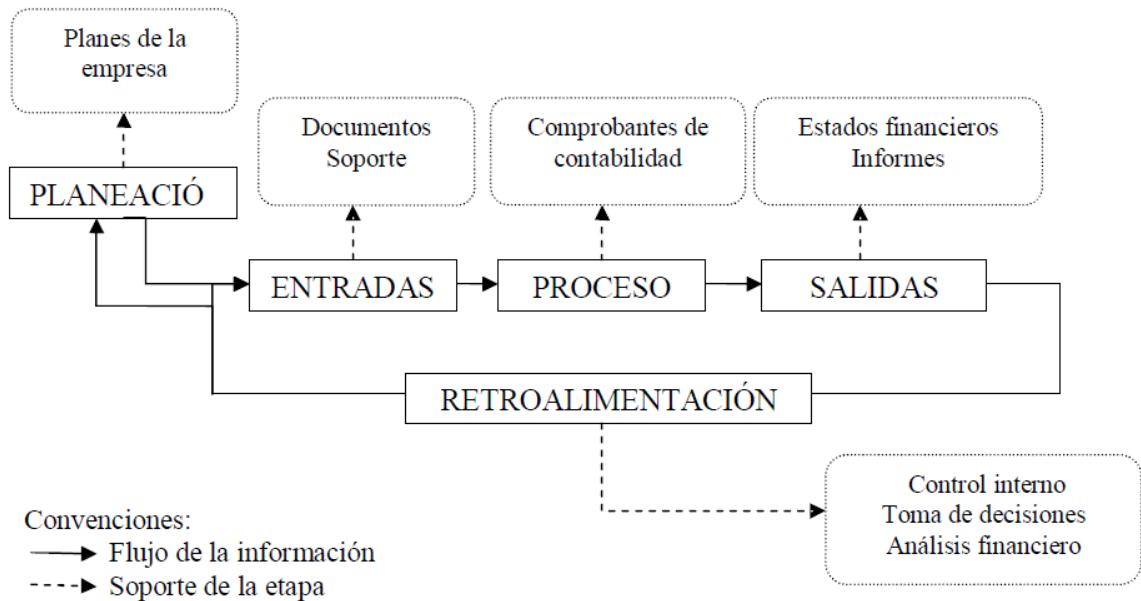 Planes de la
empresa
Documentos
Soporte
Comprobantes de
contabilidad
Estados financieros
Informes
PLANEACIÓ
ENTRADAS
PROCESO
SALIDAS
RETROALIMENTACIÓN
Control interno
Toma de decisiones
Análisis financiero
Convenciones:
Flujo de la información
Soporte de la etapa